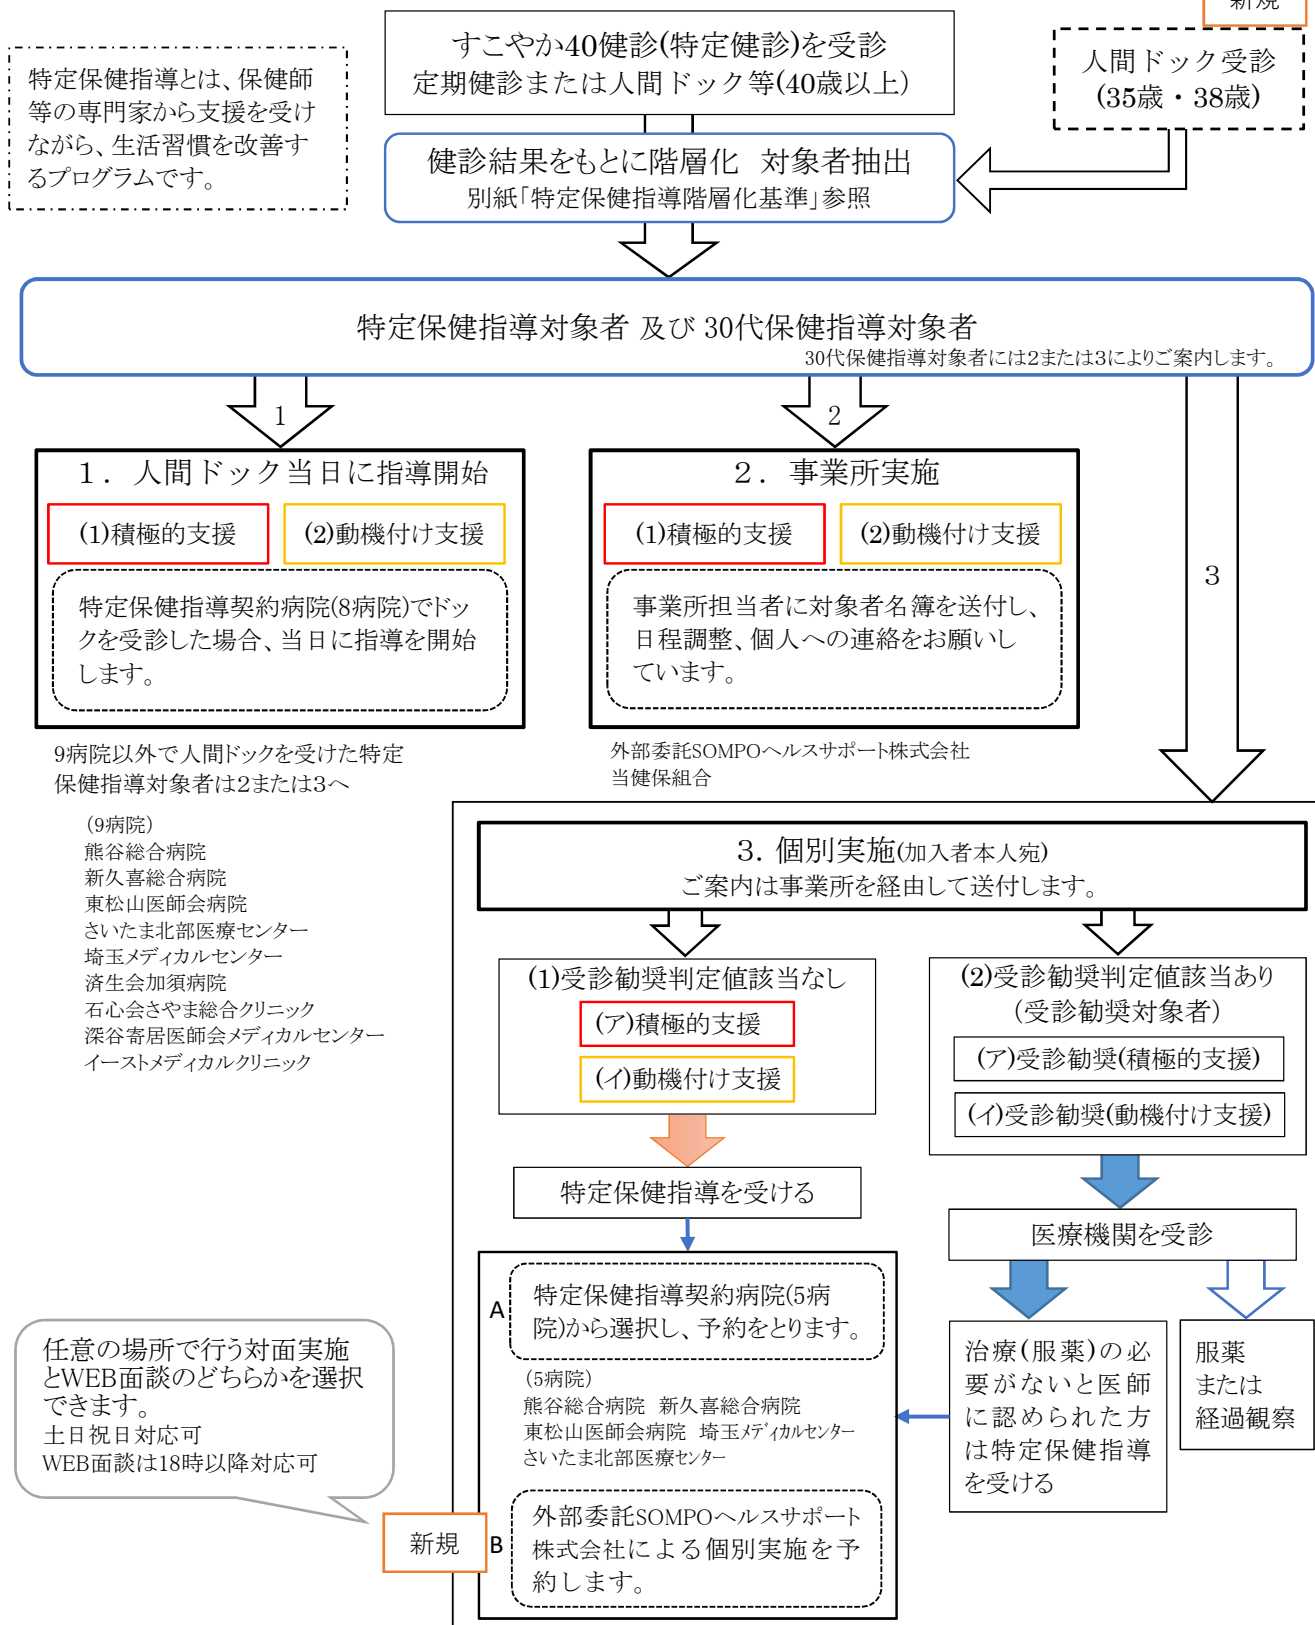 新規
すこやか40健診(特定健診)を受診
定期健診または人間ドック等(40歳以上)
人間ドック受診
(35歳・38歳)
特定保健指導とは、保健師
等の専門家から支援を受け
ながら、生活習慣を改善す
るプログラムです。
健診結果をもとに階層化　対象者抽出
別紙「特定保健指導階層化基準」参照
特定保健指導対象者 及び 30代保健指導対象者
30代保健指導対象者には2または3によりご案内します。
1
2
3
１．人間ドック当日に指導開始
(1)積極的支援
(2)動機付け支援
特定保健指導契約病院(8病院)でドッ
クを受診した場合、当日に指導を開始
します。
9病院以外で人間ドックを受けた特定
保健指導対象者は2または3へ
(9病院)
熊谷総合病院
新久喜総合病院
東松山医師会病院
さいたま北部医療センター
埼玉メディカルセンター
済生会加須病院
石心会さやま総合クリニック
深谷寄居医師会メディカルセンター
イーストメディカルクリニック
２．事業所実施
(1)積極的支援
(2)動機付け支援
事業所担当者に対象者名簿を送付し、
日程調整、個人への連絡をお願いし
ています。
外部委託SOMPOヘルスサポート株式会社
当健保組合
3. 個別実施(加入者本人宛)
ご案内は事業所を経由して送付します。
(1)受診勧奨判定値該当なし
(ア)積極的支援
(イ)動機付け支援
特定保健指導を受ける
A
特定保健指導契約病院(5病
院)から選択し、予約をとります。
(5病院)
熊谷総合病院　新久喜総合病院
東松山医師会病院　埼玉メディカルセンター
さいたま北部医療センター
新規
B
外部委託SOMPOヘルスサポート
株式会社による個別実施を予
約します。
任意の場所で行う対面実施
とWEB面談のどちらかを選択
できます。
土日祝日対応可
WEB面談は18時以降対応可
(2)受診勧奨判定値該当あり
(受診勧奨対象者)
(ア)受診勧奨(積極的支援)
(イ)受診勧奨(動機付け支援)
医療機関を受診
治療(服薬)の必
要がないと医師
に認められた方
は特定保健指導
を受ける
服薬
または
経過観察